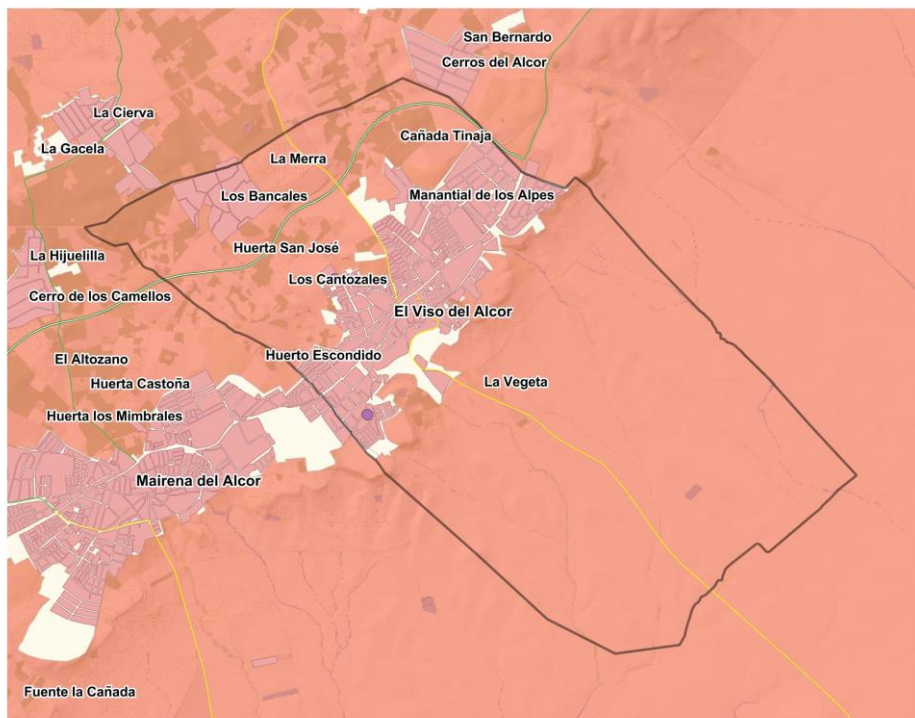 San Bernardo
Cerros del Alcor
La Cierva
Cañada Tinaja
La Gacela
La Merra
Los Bancales
Manantial de los Alpes
Huerta San José
La Hijuelilla
Los Cantozales
Cerro de los Camellos
El Viso del Alcor
El Altozano
Huerto Escondido
Huerta Castoña
La Vegeta
Huerta los Mimbrales
Mairena del Alcor
Fuente la Cañada